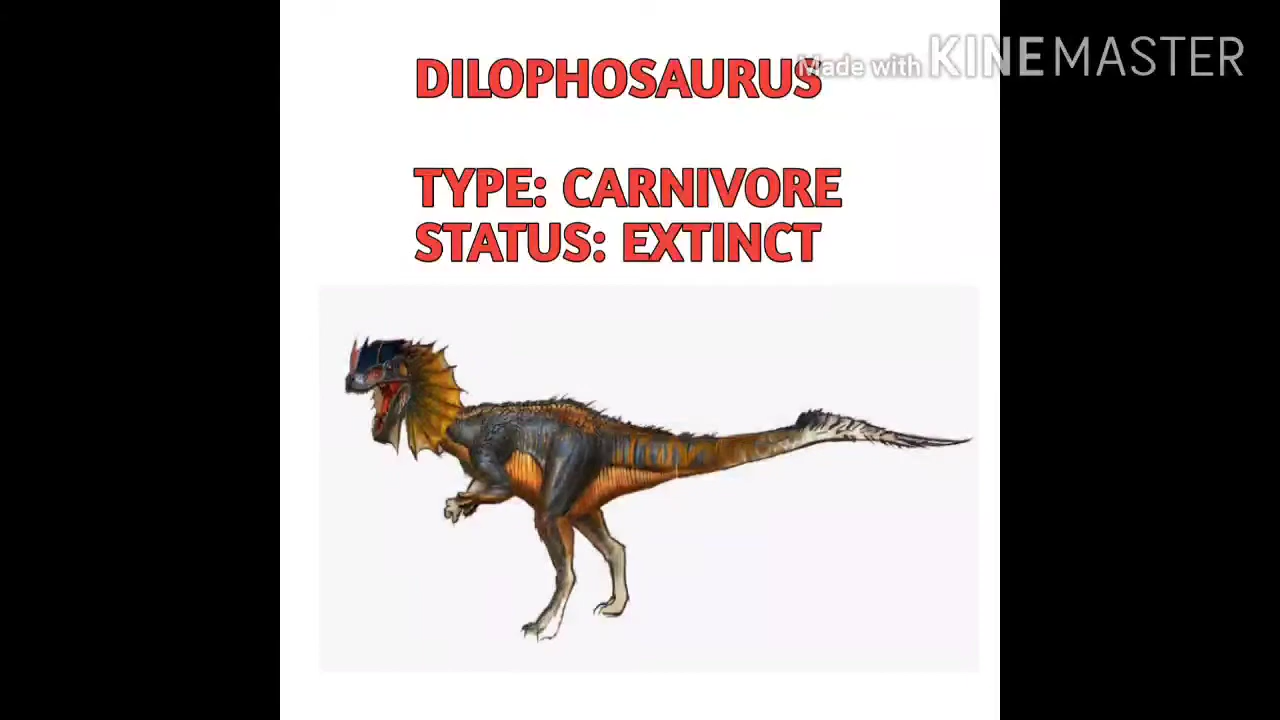 Made with KINEMASTER
DILOPHOSAURUS
TYPE: CARNIVORE
STATUS: EXTINCT